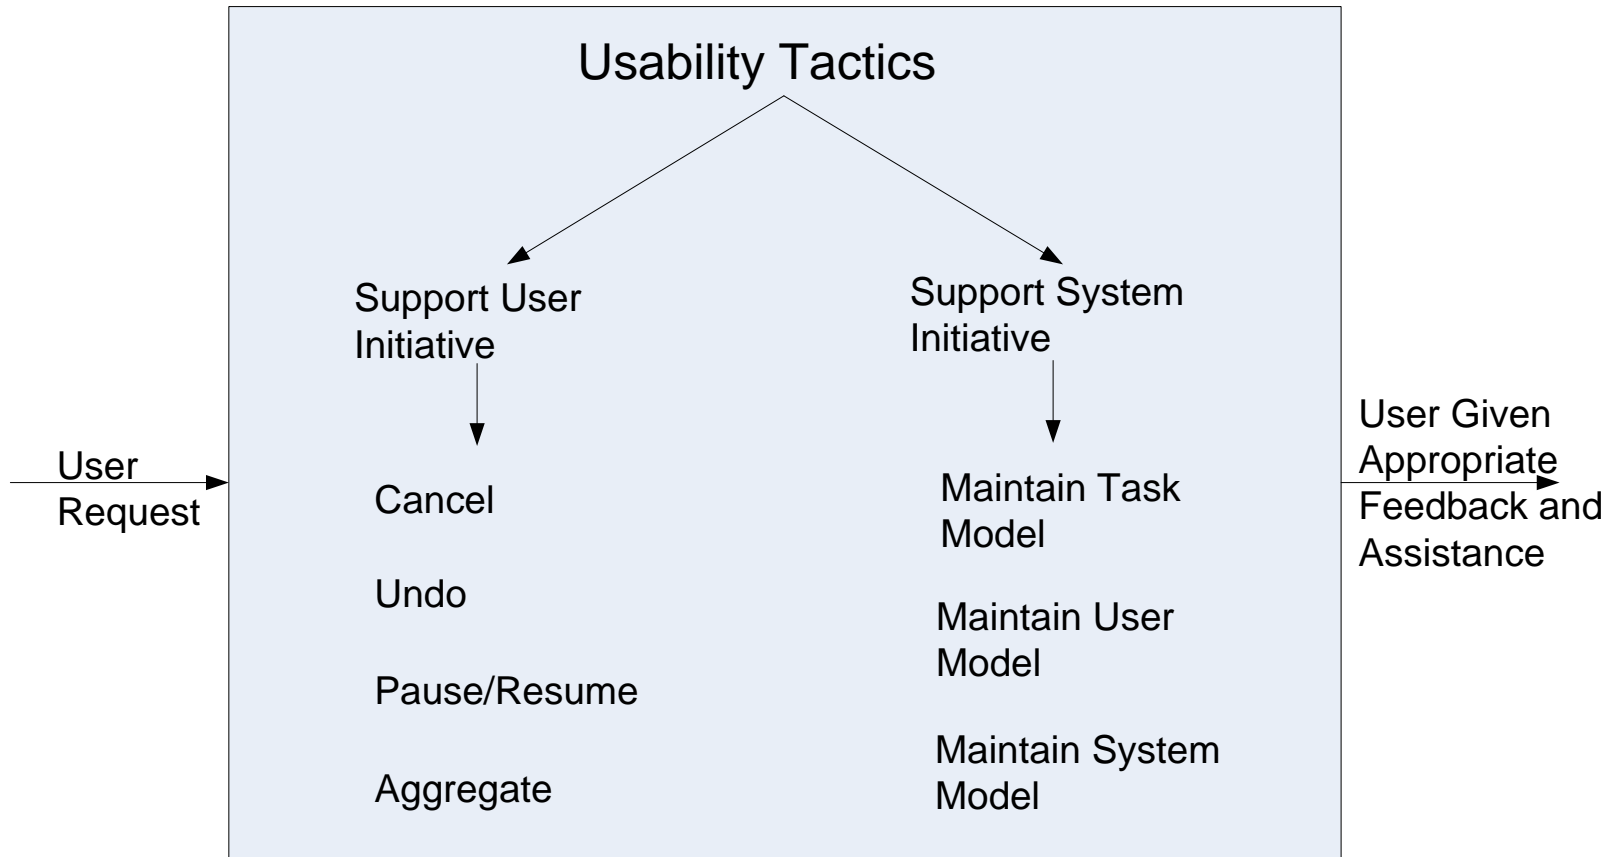 Usability Tactics
Support User
Initiative
Support System
Initiative
User
Request
Cancel
Undo
Pause/Resume
Aggregate
Maintain Task
Model
Maintain User
Model
Maintain System
Model
User Given
Appropriate
Feedback and
Assistance